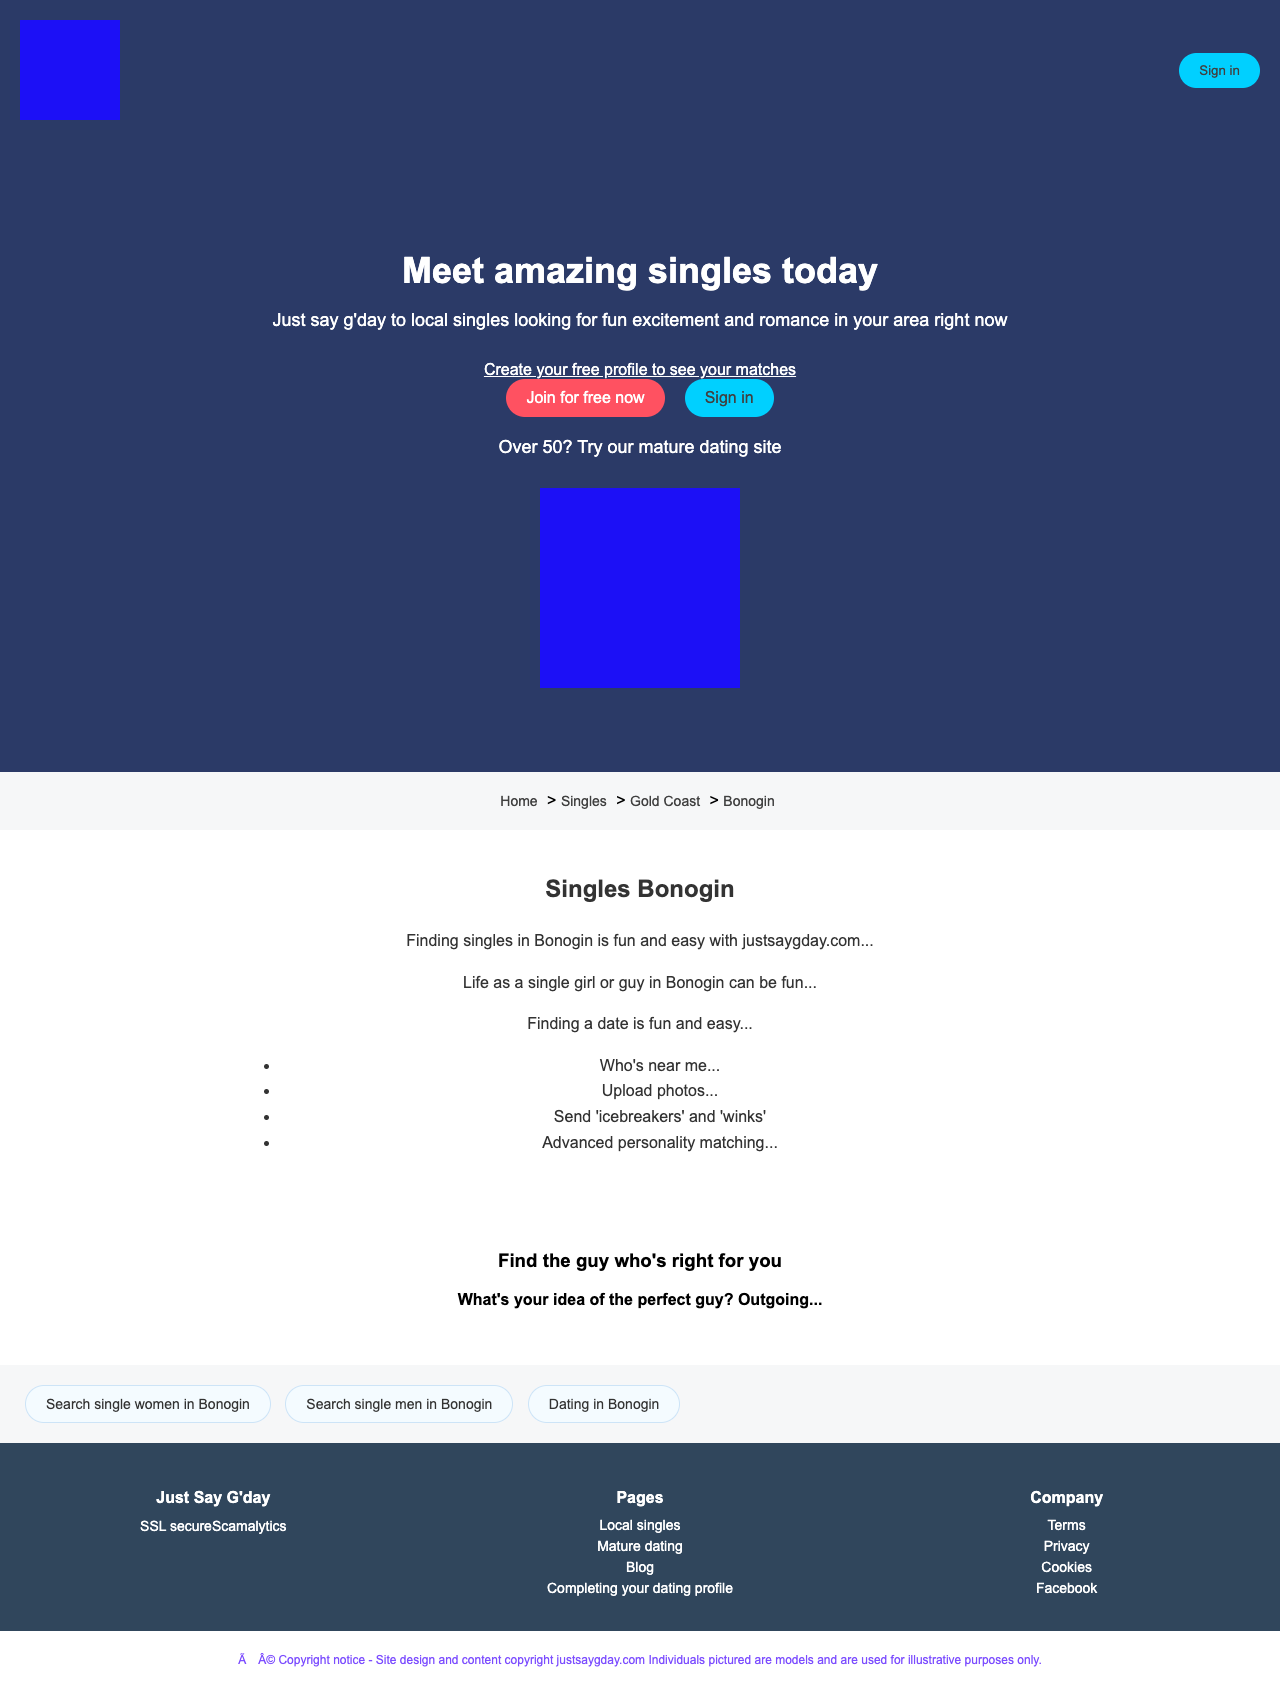 Sign in
Meet amazing singles today
Just say g'day to local singles looking for fun excitement and romance in your area right now
Create your free profile to see your matches
Join for free now
Sign in
Over 50? Try our mature dating site
Home > Singles > Gold Coast > Bonogin
Singles Bonogin
Finding singles in Bonogin is fun and easy with justsaygday.com...
Life as a single girl or guy in Bonogin can be fun...
Finding a date is fun and easy...
• Who's near me...
• Upload photos...
• Send 'icebreakers' and 'winks'
• Advanced personality matching...
Find the guy who's right for you
What's your idea of the perfect guy? Outgoing...
Search single women in Bonogin
Search single men in Bonogin
Dating in Bonogin
Just Say G'day
SSL secureScamalytics
Pages
Local singles
Mature dating
Blog
Completing your dating profile
Company
Terms
Privacy
Cookies
Facebook
Ã Â© Copyright notice - Site design and content copyright justsaygday.com Individuals pictured are models and are used for illustrative purposes only.